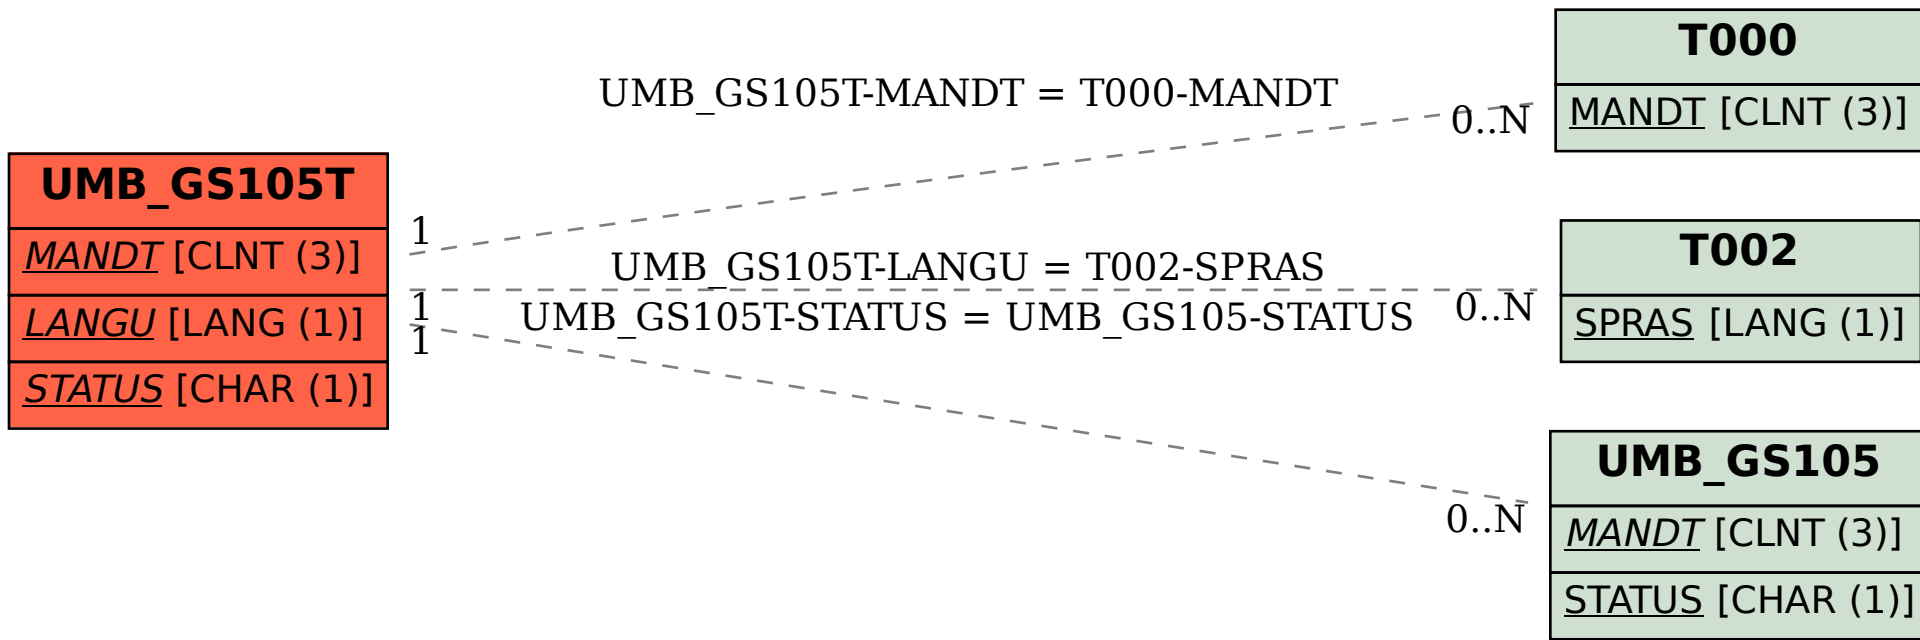 UMB_GS105T
MANDT [CLNT (3)]
LANGU [LANG (1)]
STATUS [CHAR (1)]
UMB_GS105T-MANDT = T000-MANDT
1
0..N
UMB_GS105T-LANGU = T002-SPRAS
1
0..N
UMB_GS105T-STATUS = UMB_GS105-STATUS
1
0..N
T000
MANDT [CLNT (3)]
T002
SPRAS [LANG (1)]
UMB_GS105
MANDT [CLNT (3)]
STATUS [CHAR (1)]